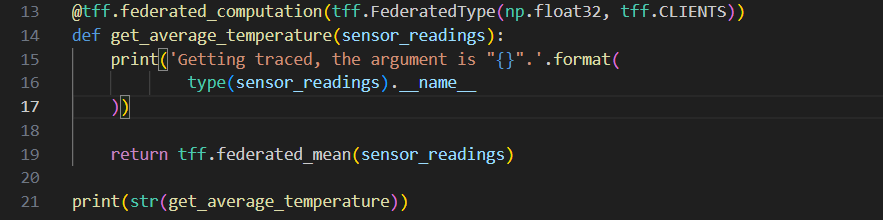 13 @tff.federated_computation(tff.FederatedType(np.float32, tff.CLIENTS))
14 def get_average_temperature(sensor_readings):
15     print('Getting traced, the argument is "{}".'.format(
16             type(sensor_readings).__name__
17     ))
18
19     return tff.federated_mean(sensor_readings)
20
21 print(str(get_average_temperature))